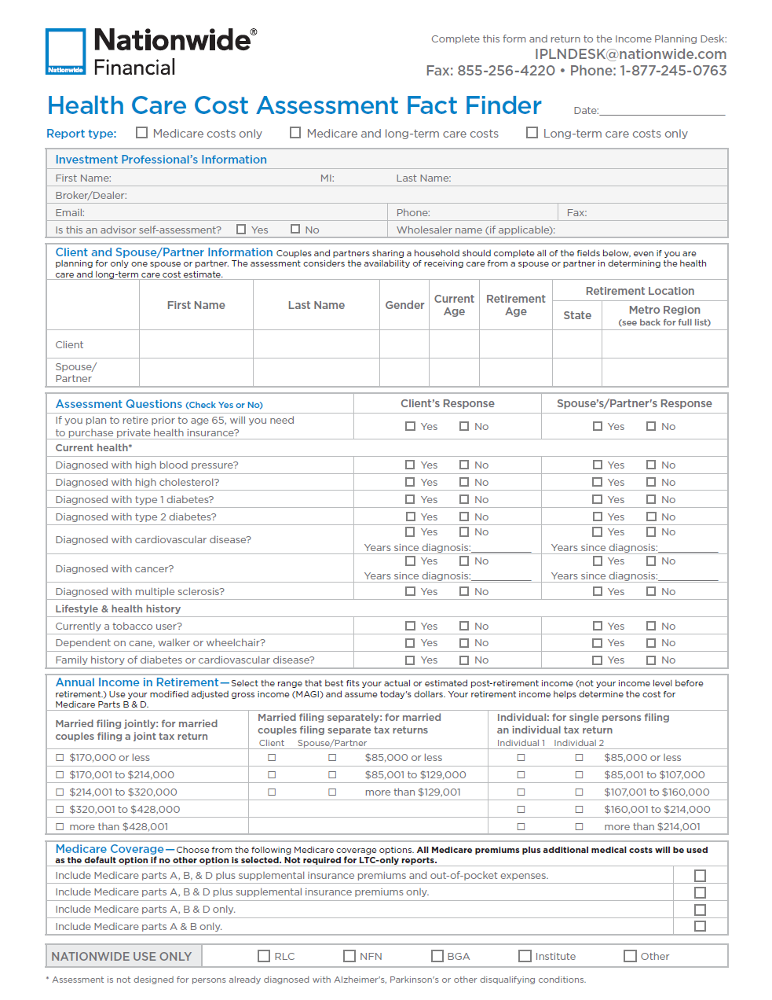 Nationwide®
Financial
Nationwide
Complete this form and return to the Income Planning Desk:
IPLNDESK@nationwide.com
Fax: 855-256-4220 • Phone: 1-877-245-0763
Health Care Cost Assessment Fact Finder
Date:
Report type: Medicare costs only Medicare and long-term care costs Long-term care costs only
Investment Professional's Information
First Name: MI: Last Name:
Broker/Dealer:
Email: Phone: Fax:
Is this an advisor self-assessment? Yes No Wholesaler name (if applicable):
Client and Spouse/Partner Information Couples and partners sharing a household should complete all of the fields below, even if you are
planning for only one spouse or partner. The assessment considers the availability of receiving care from a spouse or partner in determining the health
care and long-term care cost estimate.
First Name Last Name Gender Current Age Retirement Age Retirement Location
State Metro Region
(see back for full list)
Client
Spouse/
Partner
Assessment Questions (Check Yes or No) Client's Response Spouse's/Partner's Response
If you plan to retire prior to age 65, will you need
to purchase private health insurance? Yes No Yes No
Current health*
Diagnosed with high blood pressure? Yes No Yes No
Diagnosed with high cholesterol? Yes No Yes No
Diagnosed with type 1 diabetes? Yes No Yes No
Diagnosed with type 2 diabetes? Yes No Yes No
Diagnosed with cardiovascular disease? Yes No Yes No
Years since diagnosis: Years since diagnosis:
Diagnosed with cancer? Yes No Yes No
Years since diagnosis: Years since diagnosis:
Diagnosed with multiple sclerosis? Yes No Yes No
Lifestyle & health history
Currently a tobacco user? Yes No Yes No
Dependent on cane, walker or wheelchair? Yes No Yes No
Family history of diabetes or cardiovascular disease? Yes No Yes No
Annual Income in Retirement—Select the range that best fits your actual or estimated post-retirement income (not your income level before
retirement.) Use your modified adjusted gross income (MAGI) and assume today's dollars. Your retirement income helps determine the cost for
Medicare Parts B & D.
Married filing jointly: for married
couples filing a joint tax return
Married filing separately: for married
couples filing separate tax returns
Client Spouse/Partner
Individual: for single persons filing
an individual tax return
Individual 1 Individual 2
$170,000 or less $85,000 or less $85,000 or less
$170,001 to $214,000 $85,001 to $129,000 $85,001 to $107,000
$214,001 to $320,000 more than $129,001 $107,001 to $160,000
$320,001 to $428,000 $160,001 to $214,000
more than $428,001 more than $214,001
Medicare Coverage—Choose from the following Medicare coverage options. All Medicare premiums plus additional medical costs will be used
as the default option if no other option is selected. Not required for LTC-only reports.
Include Medicare parts A, B, & D plus supplemental insurance premiums and out-of-pocket expenses.
Include Medicare parts A, B & D plus supplemental insurance premiums only.
Include Medicare parts A, B & D only.
Include Medicare parts A & B only.
NATIONWIDE USE ONLY RLC NFN BGA Institute Other
* Assessment is not designed for persons already diagnosed with Alzheimer's, Parkinson's or other disqualifying conditions.